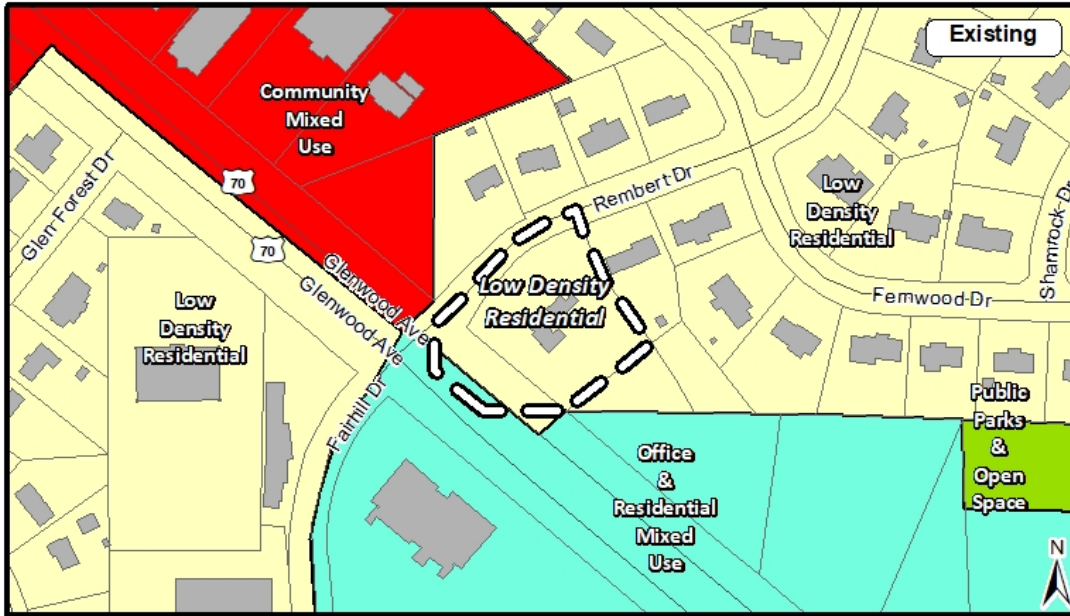 Existing
Community
Mixed
Use
70
70
Glen-Forest Dr
Rembert Dr
Low
Density
Residential
Shamrock-Dr
Glenwood Ave
Glenwood-Ave
Low Density
Residential
Low
Density
Residential
Fernwood Dr
Fairhill Dr
Public
Parks
&
Open
Space
Office
&
Residential
Mixed
Use
N